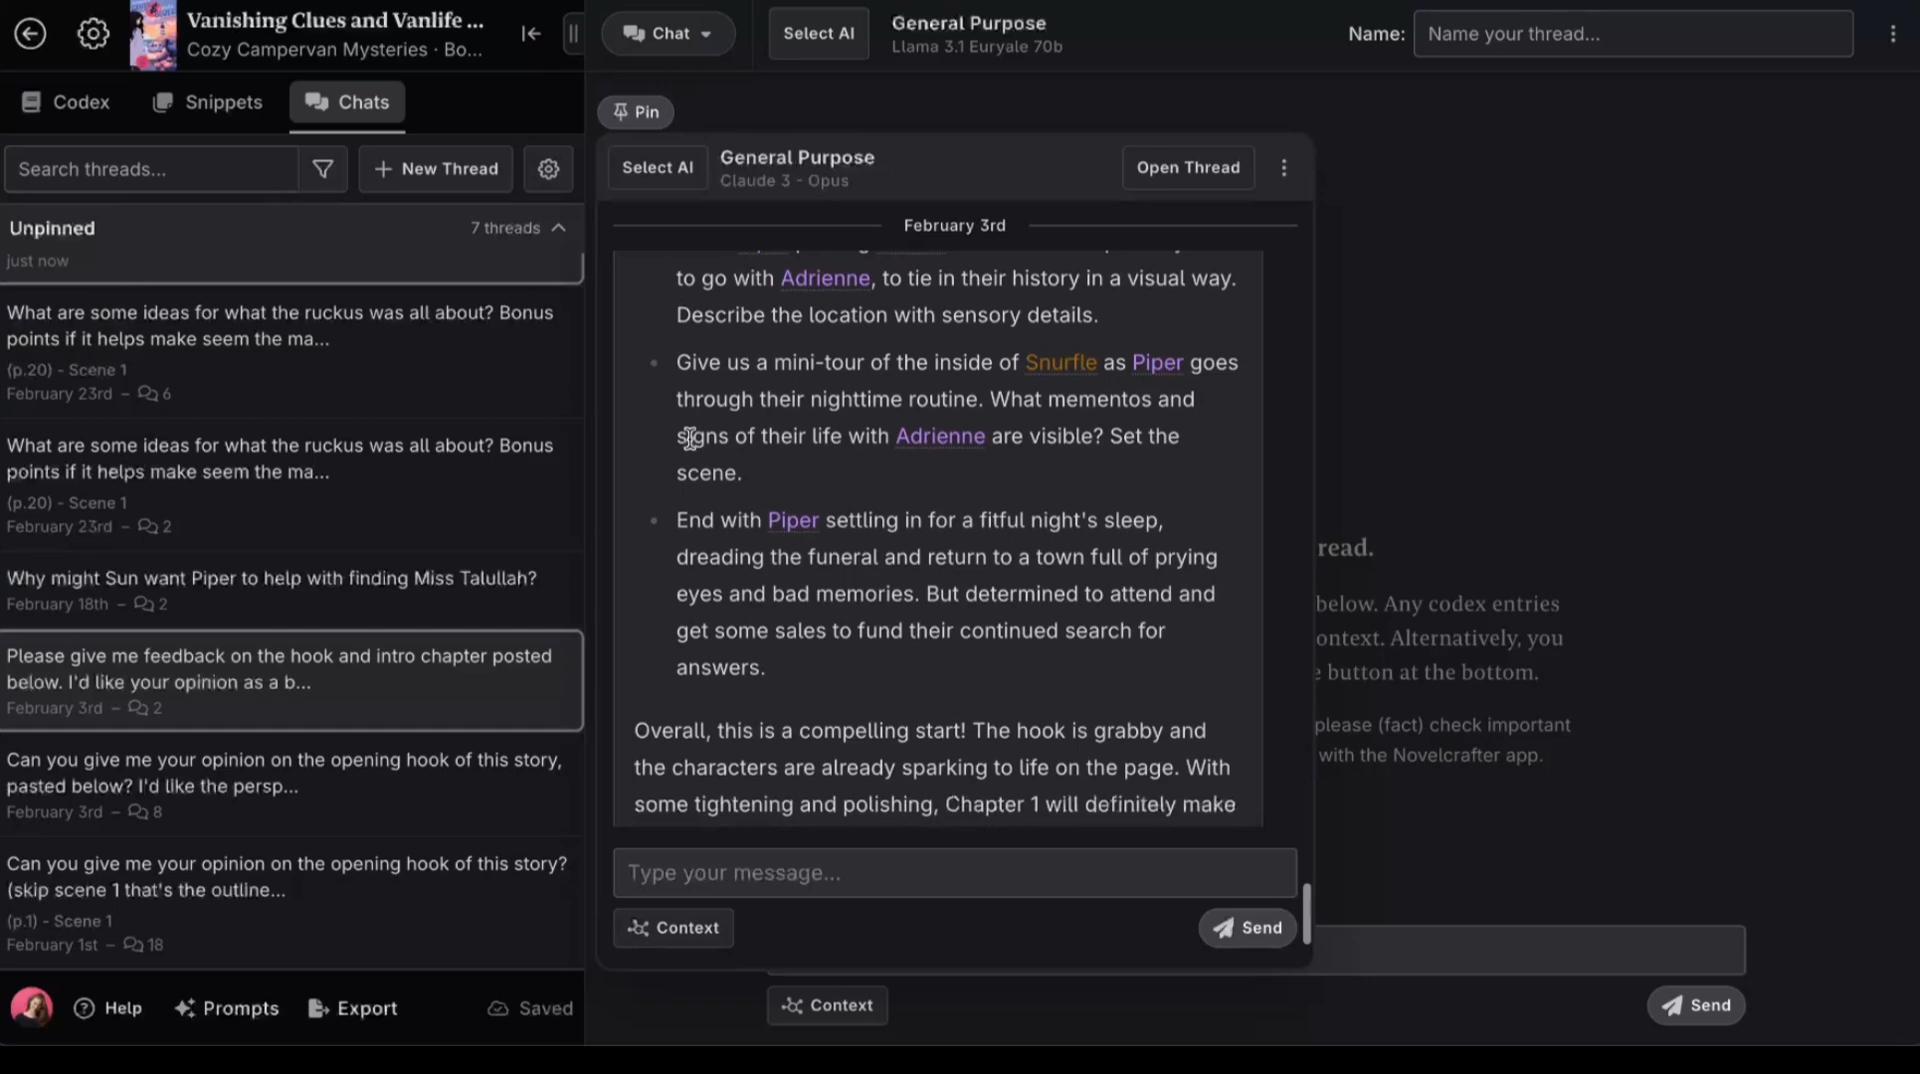 Vanishing Clues and Vanlife ...
Cozy Campervan Mysteries · Bo...
Chat
Select AI
General Purpose
Llama 3.1 Euryale 70b
Name:
Name your thread...
Codex
Snippets
Chats
Search threads...
New Thread
Unpinned
7 threads
just now
What are some ideas for what the ruckus was all about? Bonus
points if it helps make seem the ma...
(p.20) - Scene 1
February 23rd – 6
What are some ideas for what the ruckus was all about? Bonus
points if it helps make seem the ma...
(p.20) - Scene 1
February 23rd – 2
Why might Sun want Piper to help with finding Miss Talullah?
February 18th – 2
Please give me feedback on the hook and intro chapter posted
below. I'd like your opinion as a b...
February 3rd – 2
Can you give me your opinion on the opening hook of this story,
pasted below? I'd like the persp...
February 3rd – 8
Can you give me your opinion on the opening hook of this story?
(skip scene 1 that's the outline...
(p.1) - Scene 1
February 1st – 18
Help
Prompts
Export
Saved
Pin
Select AI
General Purpose
Claude 3 - Opus
Open Thread
February 3rd
to go with Adrienne, to tie in their history in a visual way.
Describe the location with sensory details.
• Give us a mini-tour of the inside of Snurfle as Piper goes
through their nighttime routine. What mementos and
signs of their life with Adrienne are visible? Set the
scene.
• End with Piper settling in for a fitful night's sleep,
dreading the funeral and return to a town full of prying
eyes and bad memories. But determined to attend and
get some sales to fund their continued search for
answers.
Overall, this is a compelling start! The hook is grabby and
the characters are already sparking to life on the page. With
some tightening and polishing, Chapter 1 will definitely make
Type your message...
Context
Send
read.
below. Any codex entries
ontext. Alternatively, you
button at the bottom.
please (fact) check important
with the Novelcrafter app.
Context
Send